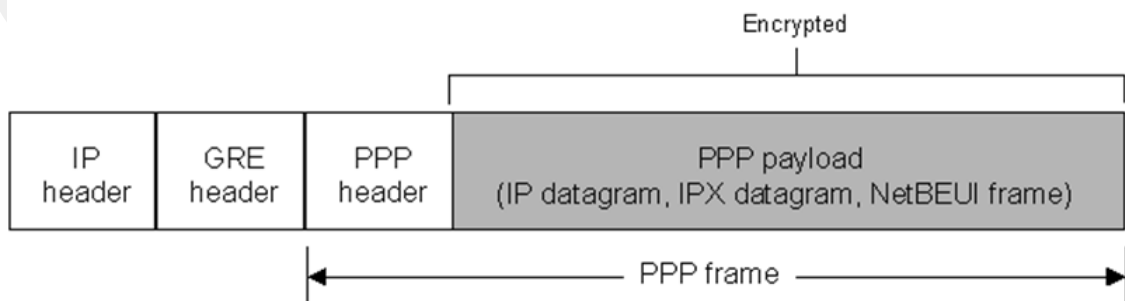 Encrypted
IP header
GRE header
PPP header
PPP payload
(IP datagram, IPX datagram, NetBEUI frame)
PPP frame